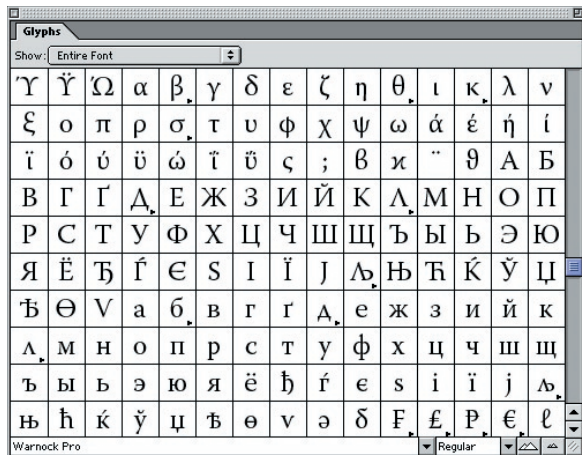 Glyphs
Show: Entire Font
ϒ Ϋ Ώ α β γ δ ε ζ η θ ι κ λ ν
ξ ο π ρ σ τ υ φ χ ψ ω ά έ ή ί
ϊ ό ύ ϋ ώ ΐ ΰ ς ; ϐ ϰ ¨ ϑ А Б
В Г Ґ Д Е Ж З И Й К Л М Н О П
Р С Т У Ф Х Ц Ч Ш Щ Ъ Ы Ь Э Ю
Я Ё Ђ Ѓ Є Ѕ І Ї Ј Љ Њ Ћ Ќ Ў Џ
Ѣ Ѳ Ѵ а б в г ґ д е ж з и й к
л м н о п р с т у ф х ц ч ш щ
ъ ы ь э ю я ё ђ ѓ є ѕ і ї ј љ
њ ћ ќ ў џ ѣ ѳ ѵ ә δ ₣ ₤ ₽ € ℓ
Warnock Pro Regular